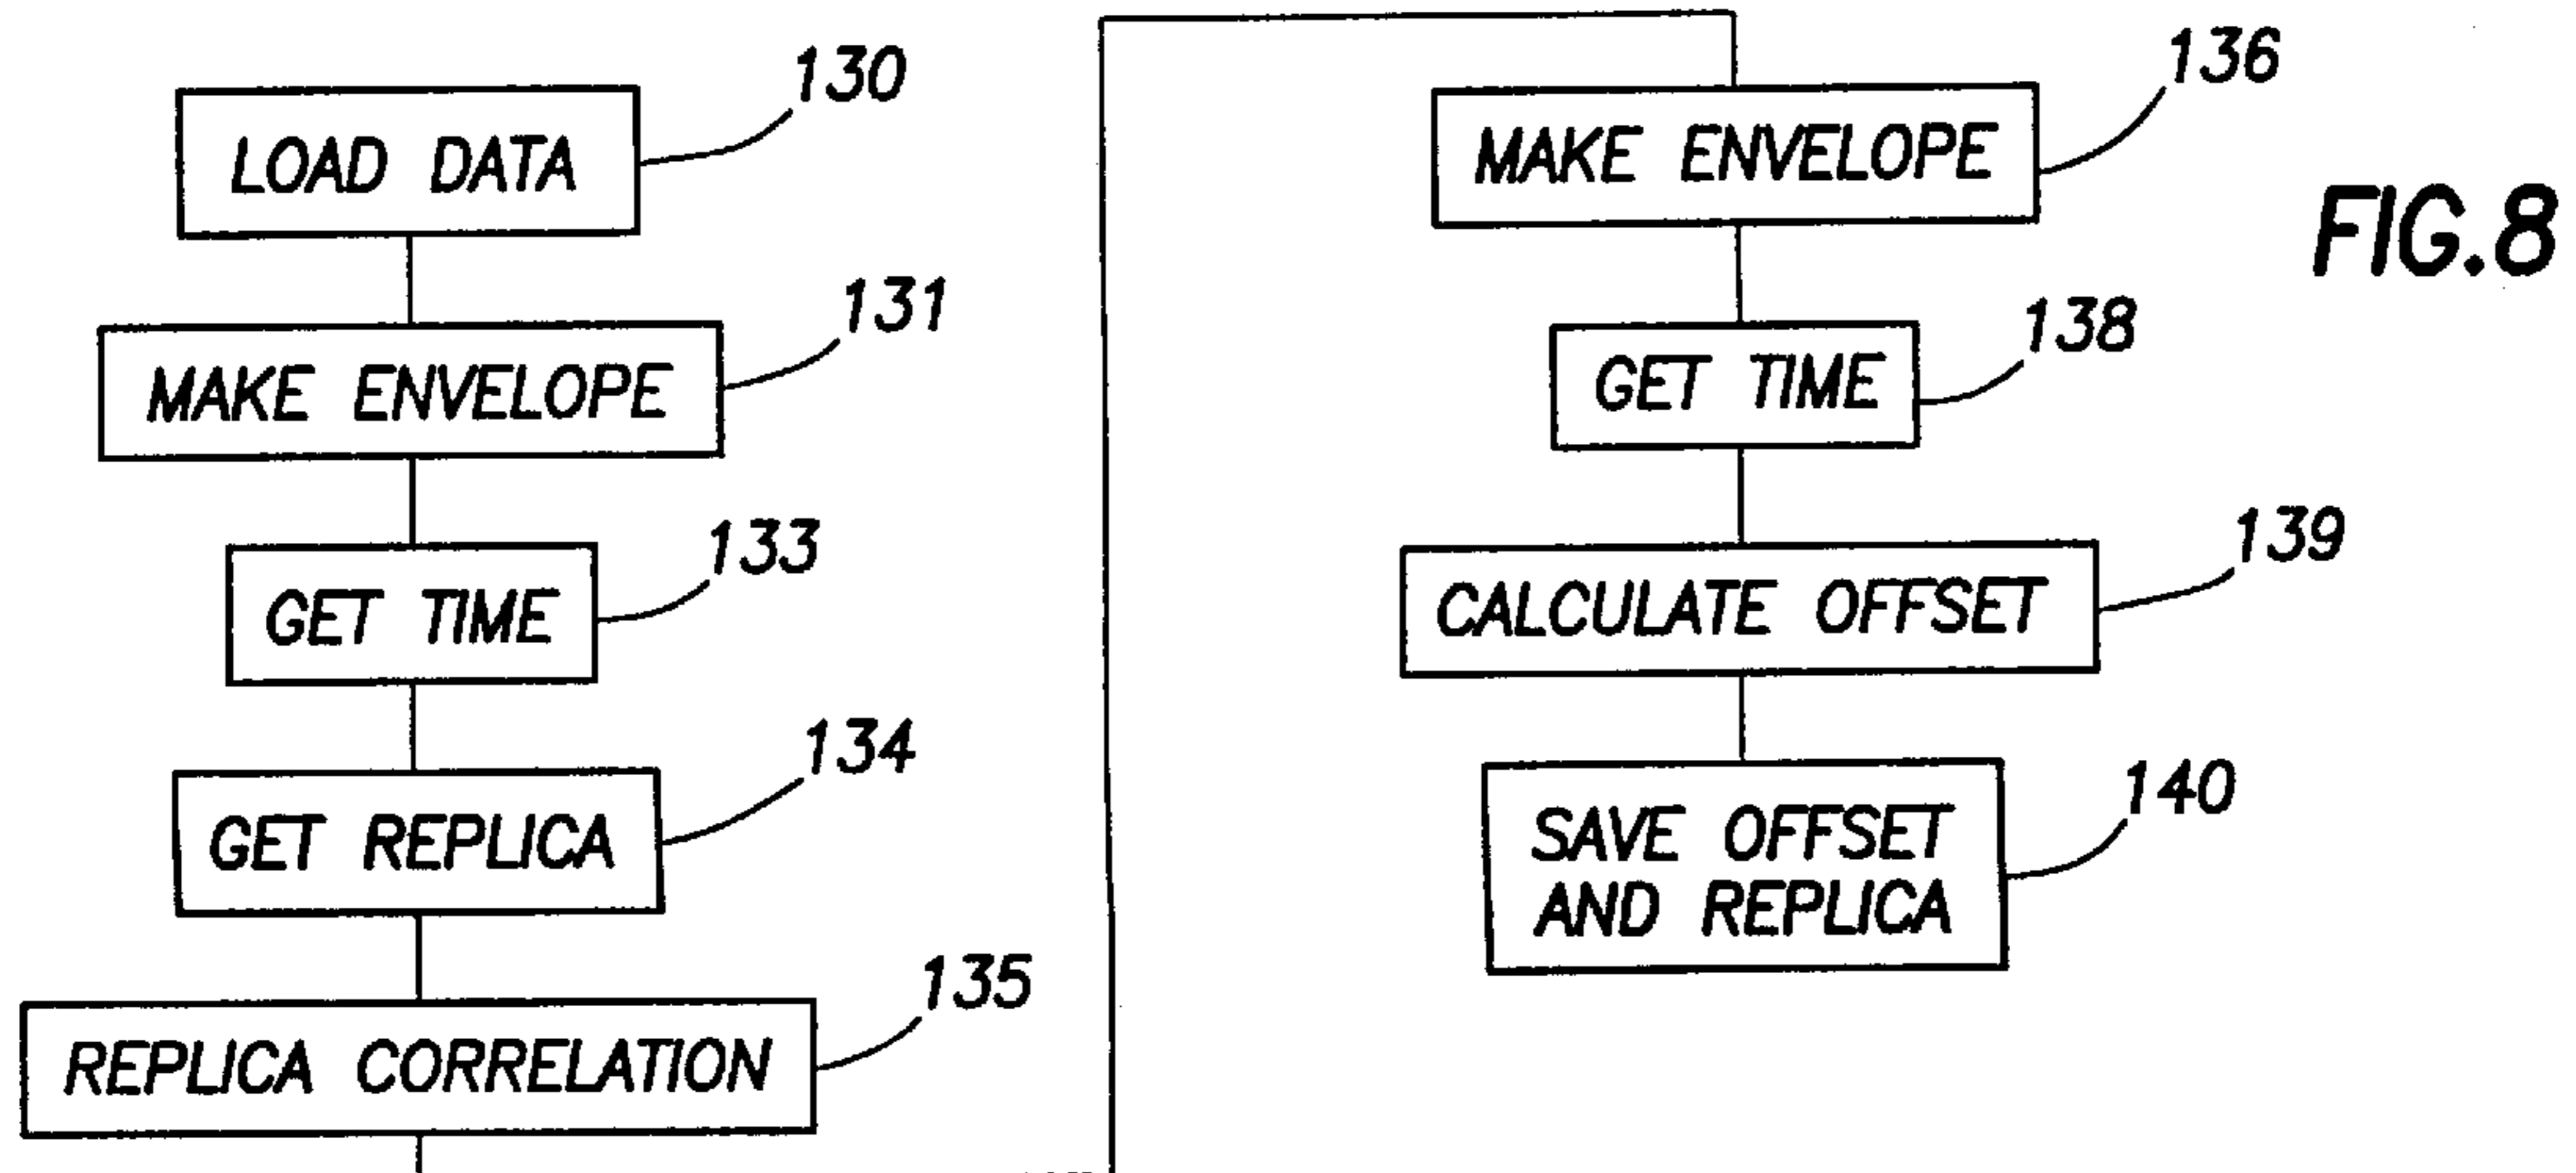 130
LOAD DATA
131
MAKE ENVELOPE
133
GET TIME
134
GET REPLICA
135
REPLICA CORRELATION
136
MAKE ENVELOPE
FIG.8
138
GET TIME
139
CALCULATE OFFSET
140
SAVE OFFSET
AND REPLICA